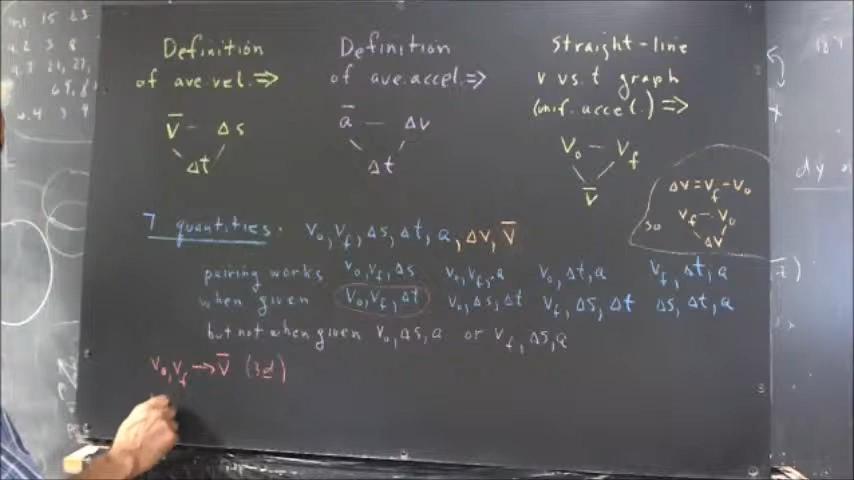 Definition
of ave.vel. ⇒
v̄ — Δs
Δt
Definition
of ave.accel. ⇒
ā — Δv
Δt
straight-line
v vs. t graph
(unif. accel.) ⇒
V₀ — V_f
v̄
Δv = V_f - V₀
so V_f — V₀
Δv
7 quantities: V₀, V_f, Δs, Δt, a, Δv, v̄
pairing works V₀, V_f, Δs V₀, V_f, a V₀, Δt, a V_f, Δt, a
when given V₀, V_f, Δt V₀, Δs, Δt V_f, Δs, Δt Δs, Δt, a
but not when given V₀, Δs, a or V_f, Δs, a
V₀, V_f → v̄ (3d)
dy